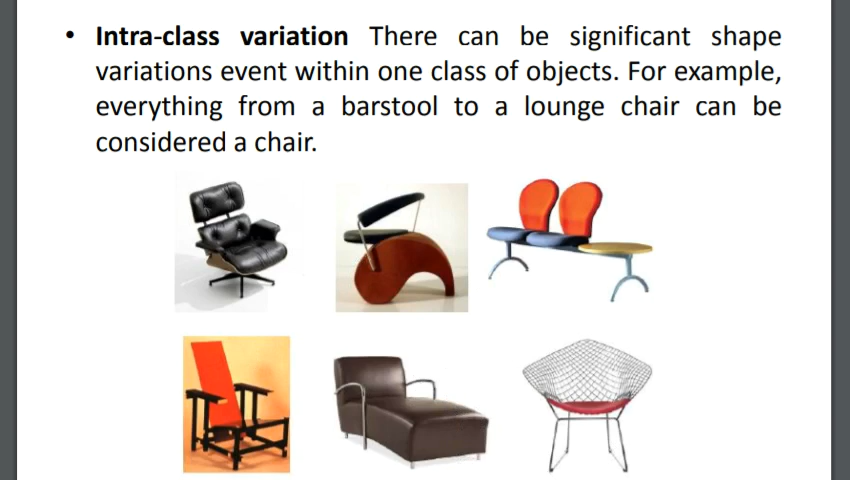 • Intra-class variation There can be significant shape
variations event within one class of objects. For example,
everything from a barstool to a lounge chair can be
considered a chair.